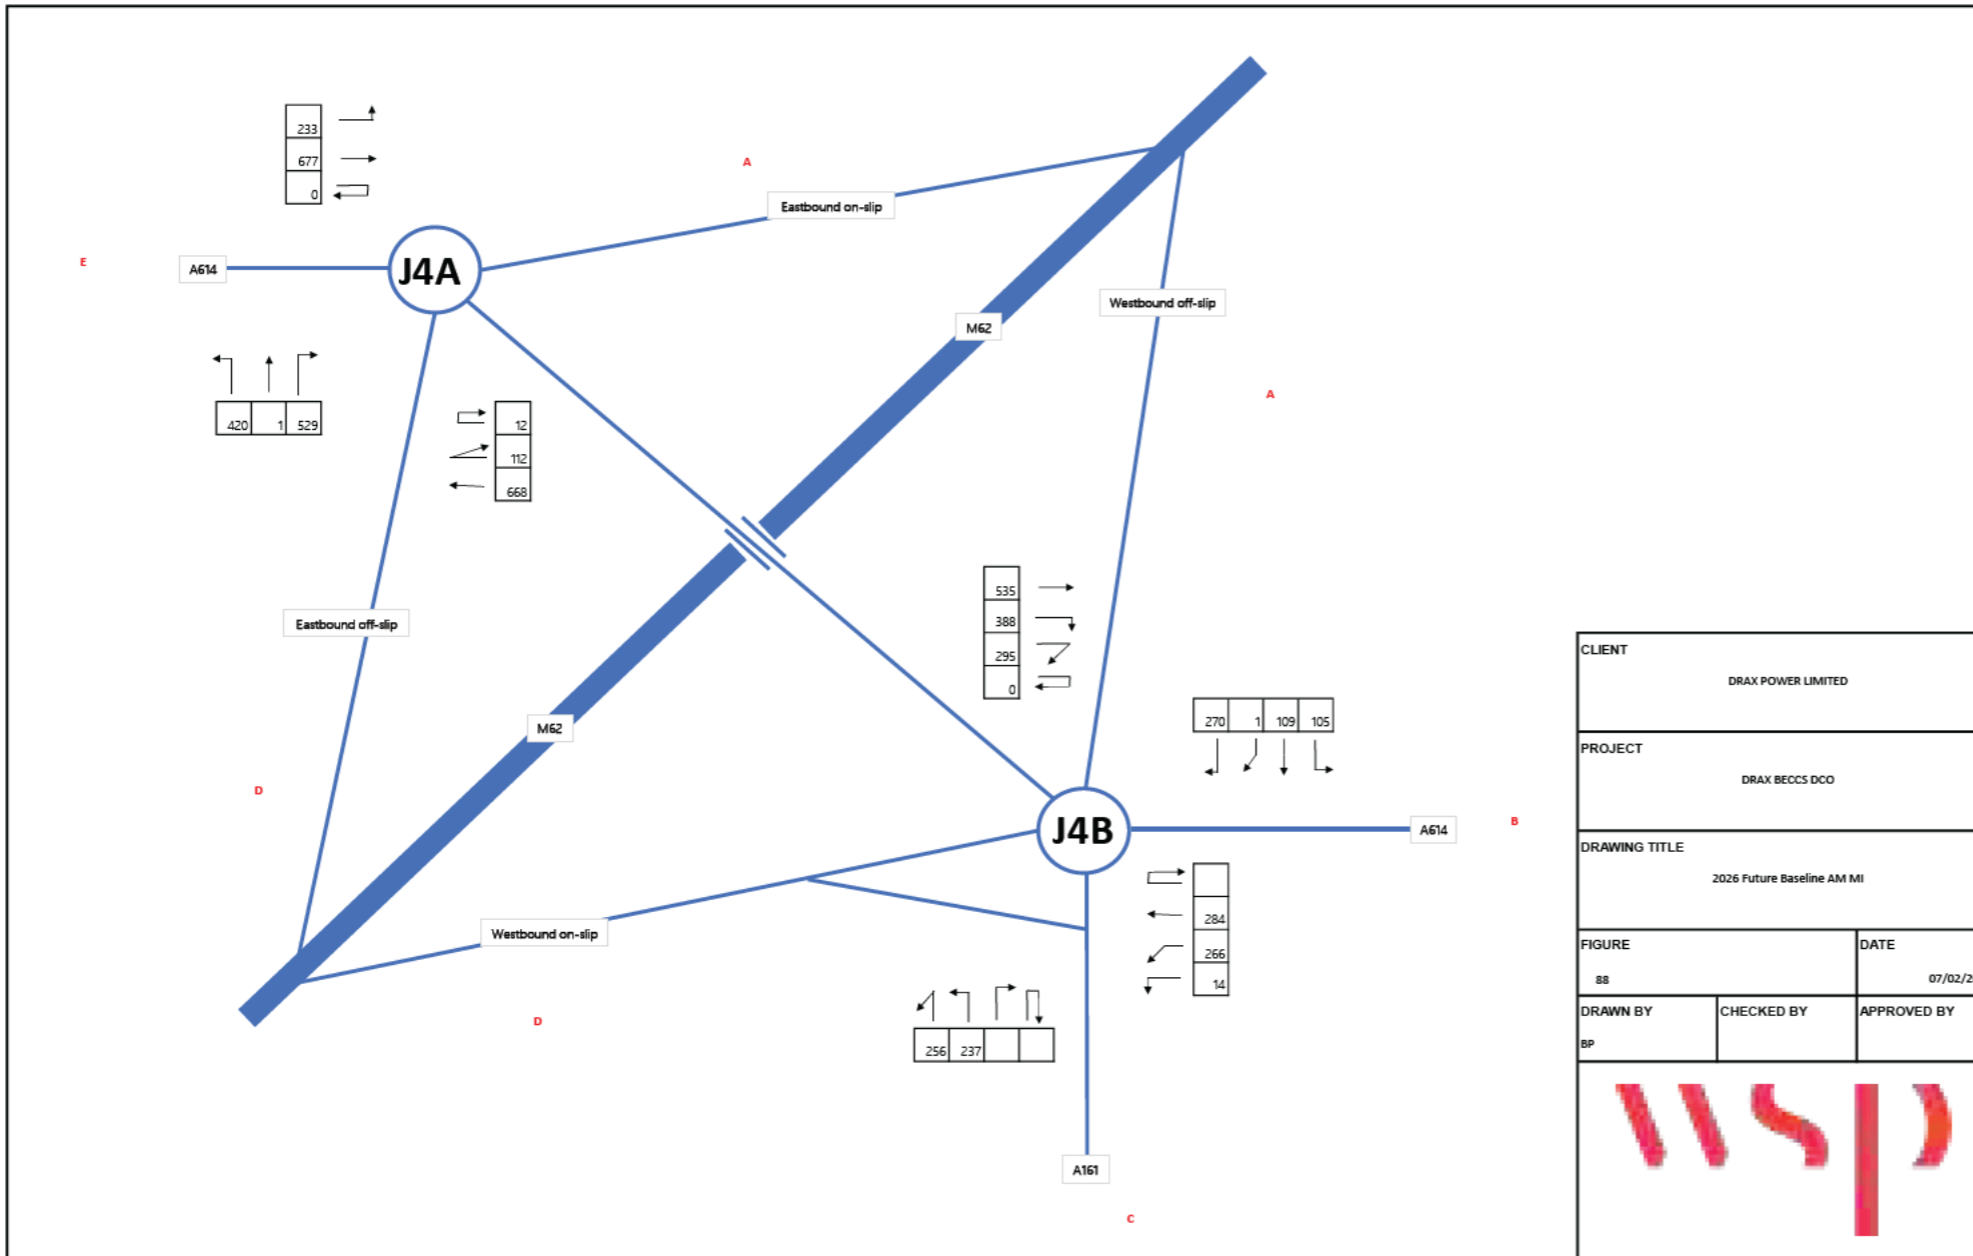 233
677
0
A
Eastbound on-slip
E
A614
J4A
Westbound off-slip
M62
A
420 1 529
12
112
668
535
388
295
0
Eastbound off-slip
M62
270 1 109 105
D
J4B
A614
B
284
266
14
Westbound on-slip
D
256 237
A161
C
CLIENT
DRAX POWER LIMITED
PROJECT
DRAX BECCS DCO
DRAWING TITLE
2026 Future Baseline AM MI
FIGURE
88
DATE
07/02/2
DRAWN BY
BP
CHECKED BY
APPROVED BY
wsp